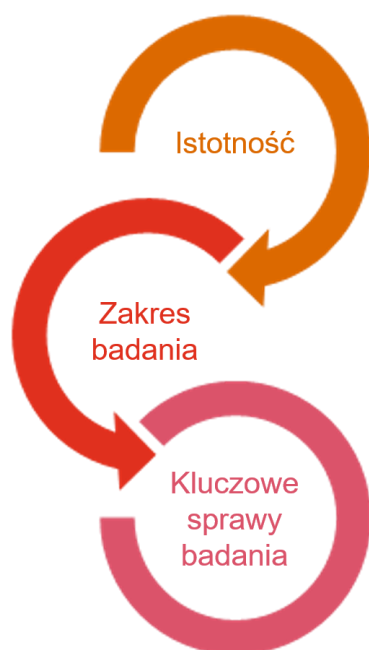 Istotność
Zakres
badania
Kluczowe
sprawy
badania